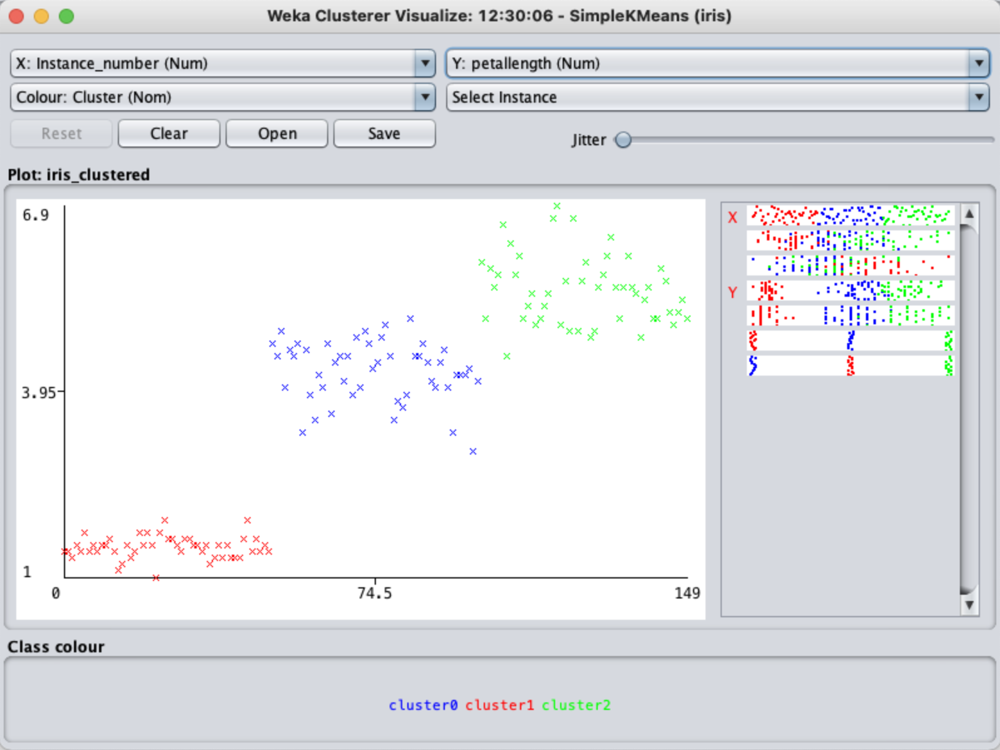 Weka Clusterer Visualize: 12:30:06 - SimpleKMeans (iris)
X: Instance_number (Num)
Y: petallength (Num)
Colour: Cluster (Nom)
Select Instance
Reset
Clear
Open
Save
Jitter
Plot: iris_clustered
6.9
3.95
1
0
74.5
149
X
Y
Class colour
cluster0 cluster1 cluster2